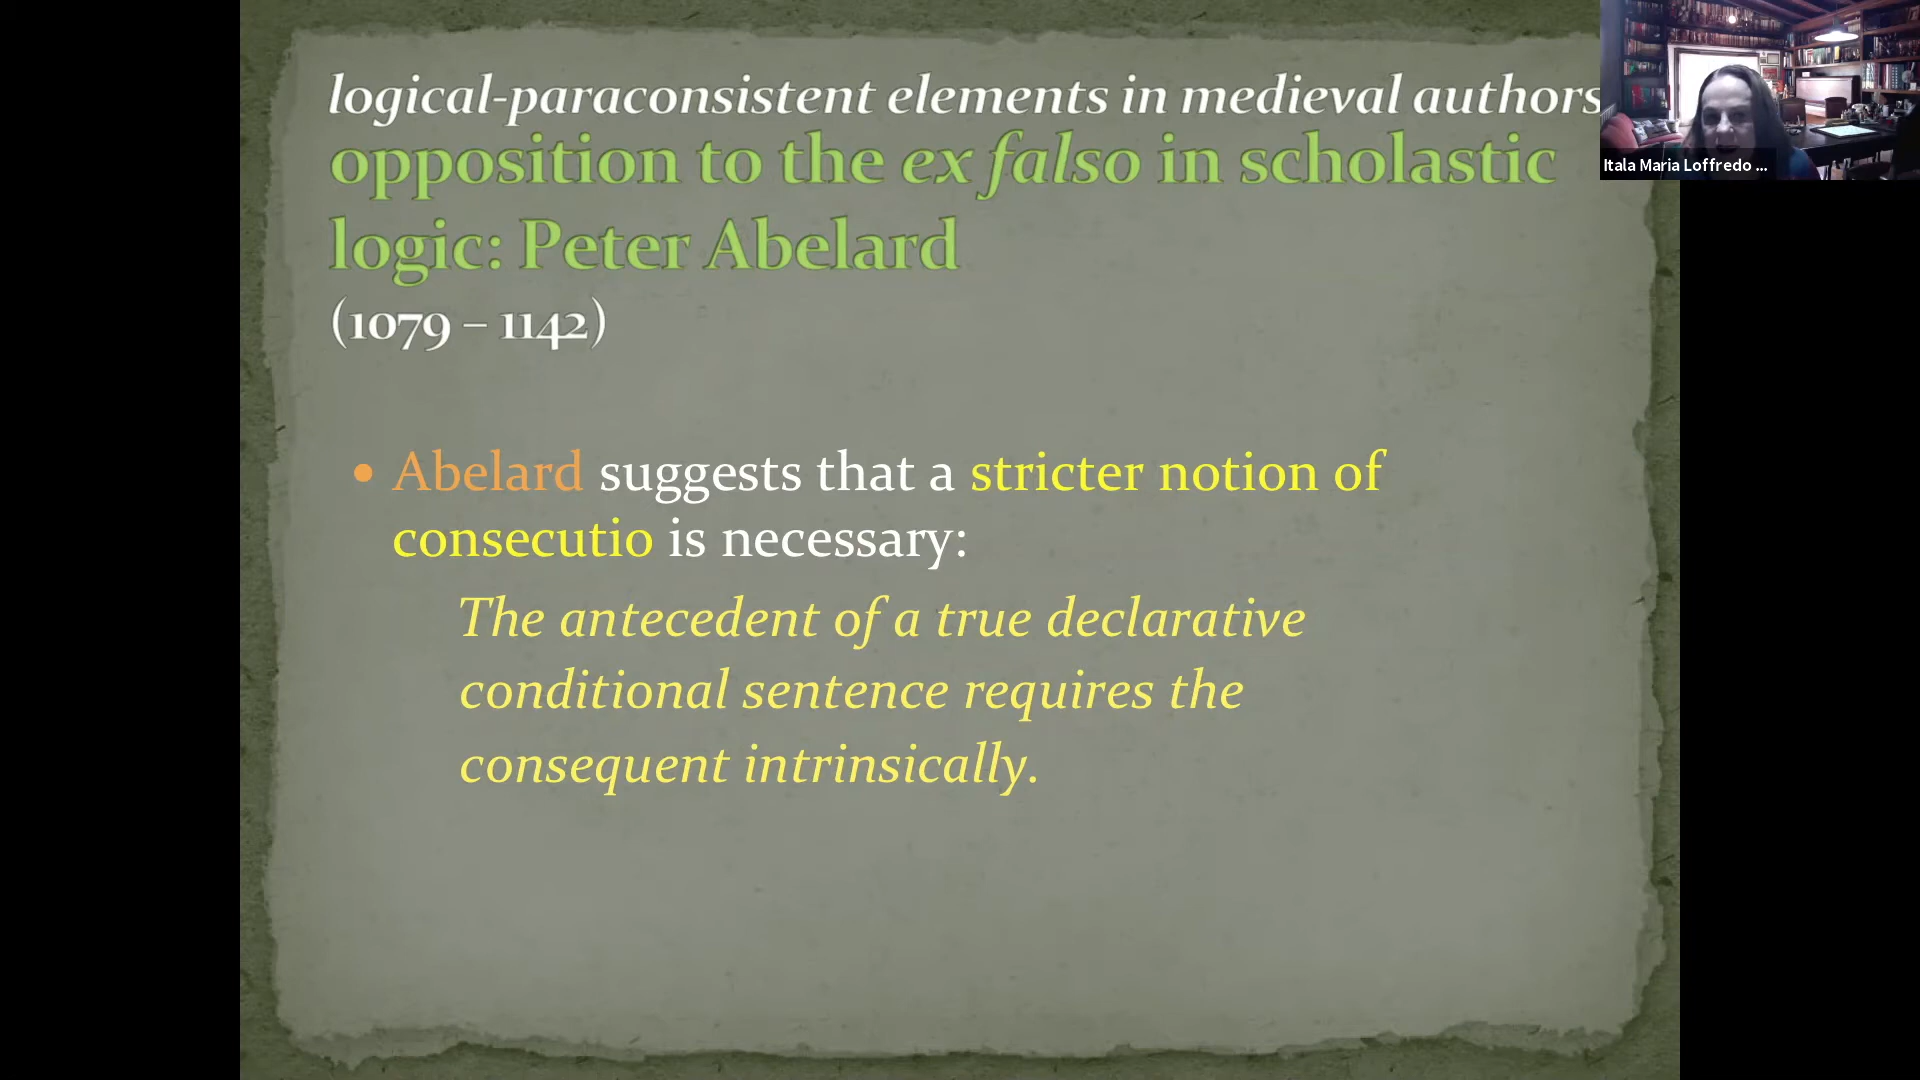 logical-paraconsistent elements in medieval authors
opposition to the ex falso in scholastic
logic: Peter Abelard
(1079 – 1142)
• Abelard suggests that a stricter notion of
consecutio is necessary:
The antecedent of a true declarative
conditional sentence requires the
consequent intrinsically.
Itala Maria Loffredo ...